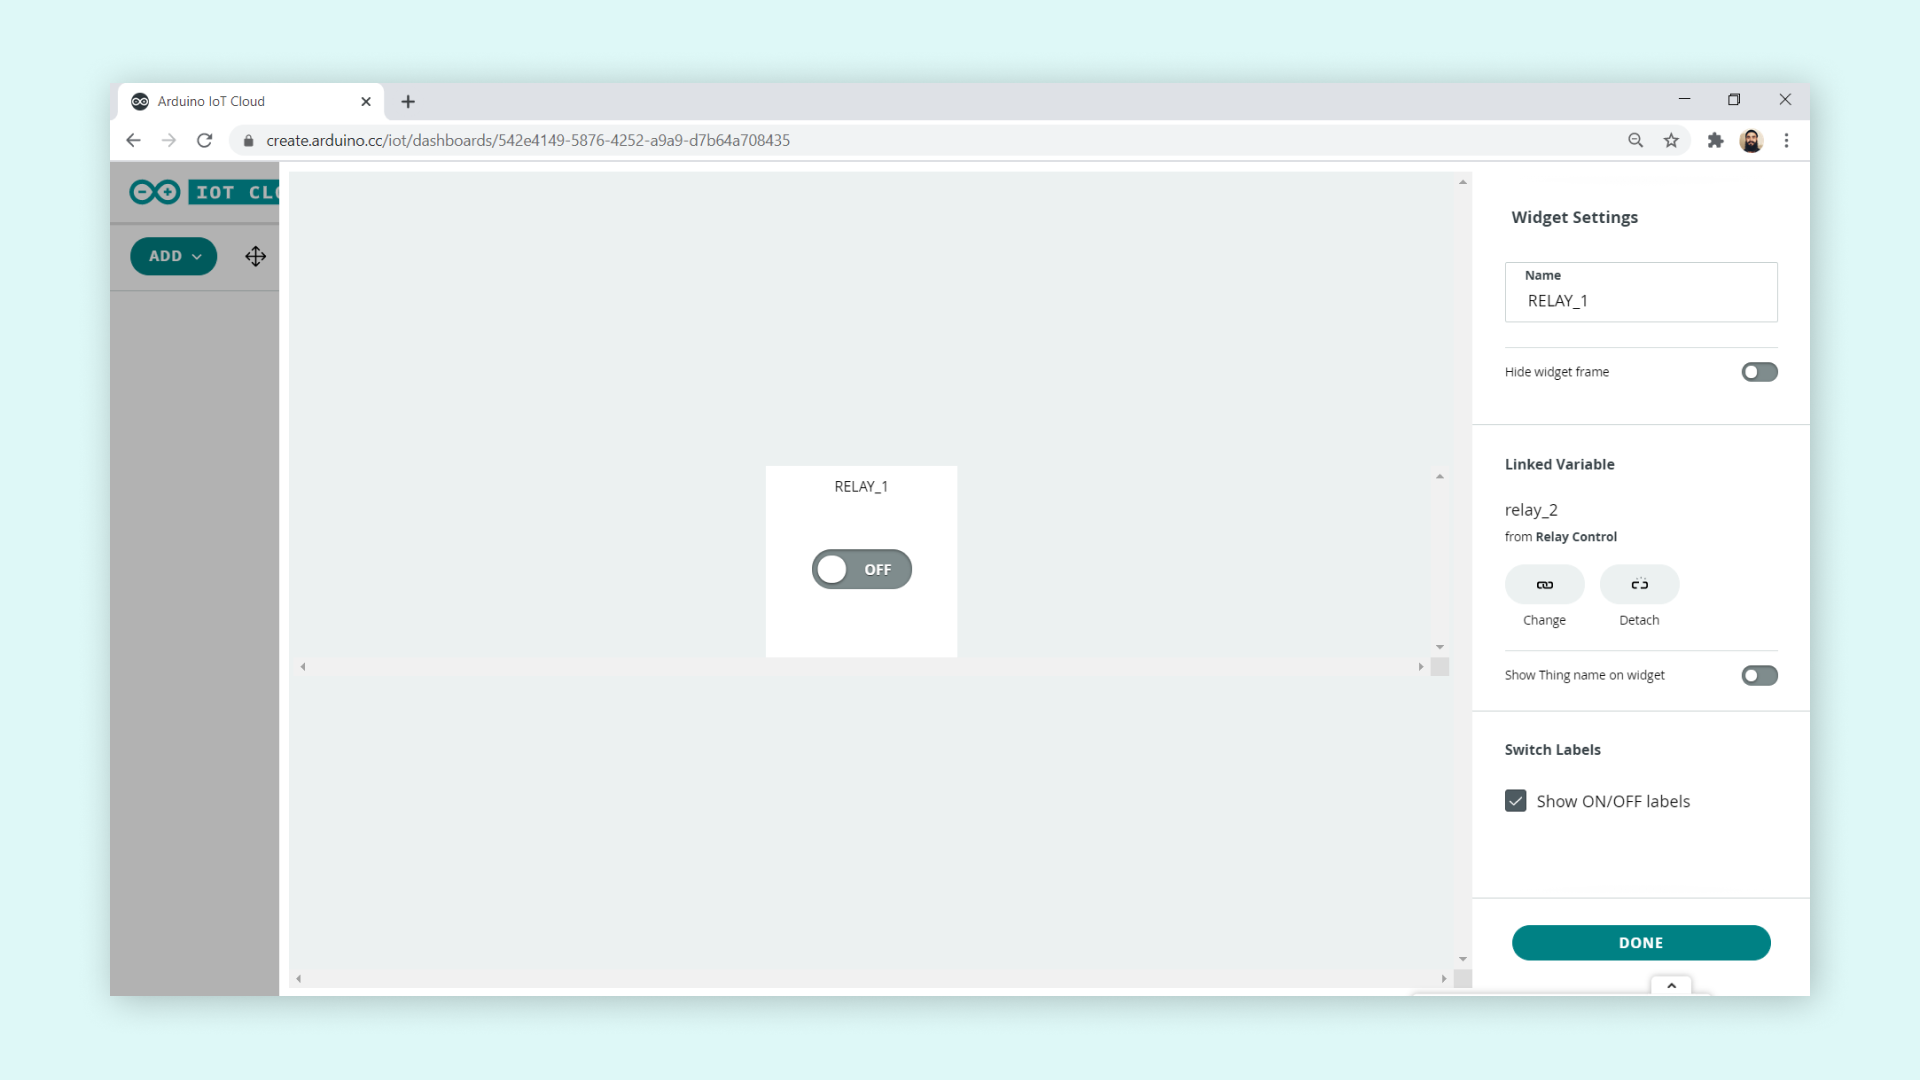 Arduino IoT Cloud
create.arduino.cc/iot/dashboards/542e4149-5876-4252-a9a9-d7b64a708435
IOT CLO
ADD
RELAY_1
OFF
Widget Settings
Name
RELAY_1
Hide widget frame
Linked Variable
relay_2
from Relay Control
Change Detach
Show Thing name on widget
Switch Labels
Show ON/OFF labels
DONE